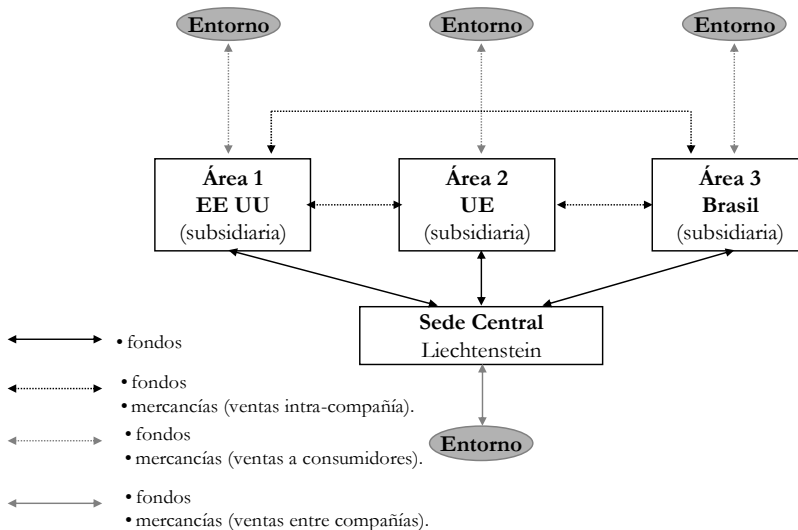 Entorno
Entorno
Entorno
Área 1
EE UU
(subsidiaria)
Área 2
UE
(subsidiaria)
Área 3
Brasil
(subsidiaria)
Sede Central
Liechtenstein
Entorno
• fondos
• fondos
• mercancías (ventas intra-compañía).
• fondos
• mercancías (ventas a consumidores).
• fondos
• mercancías (ventas entre compañías).